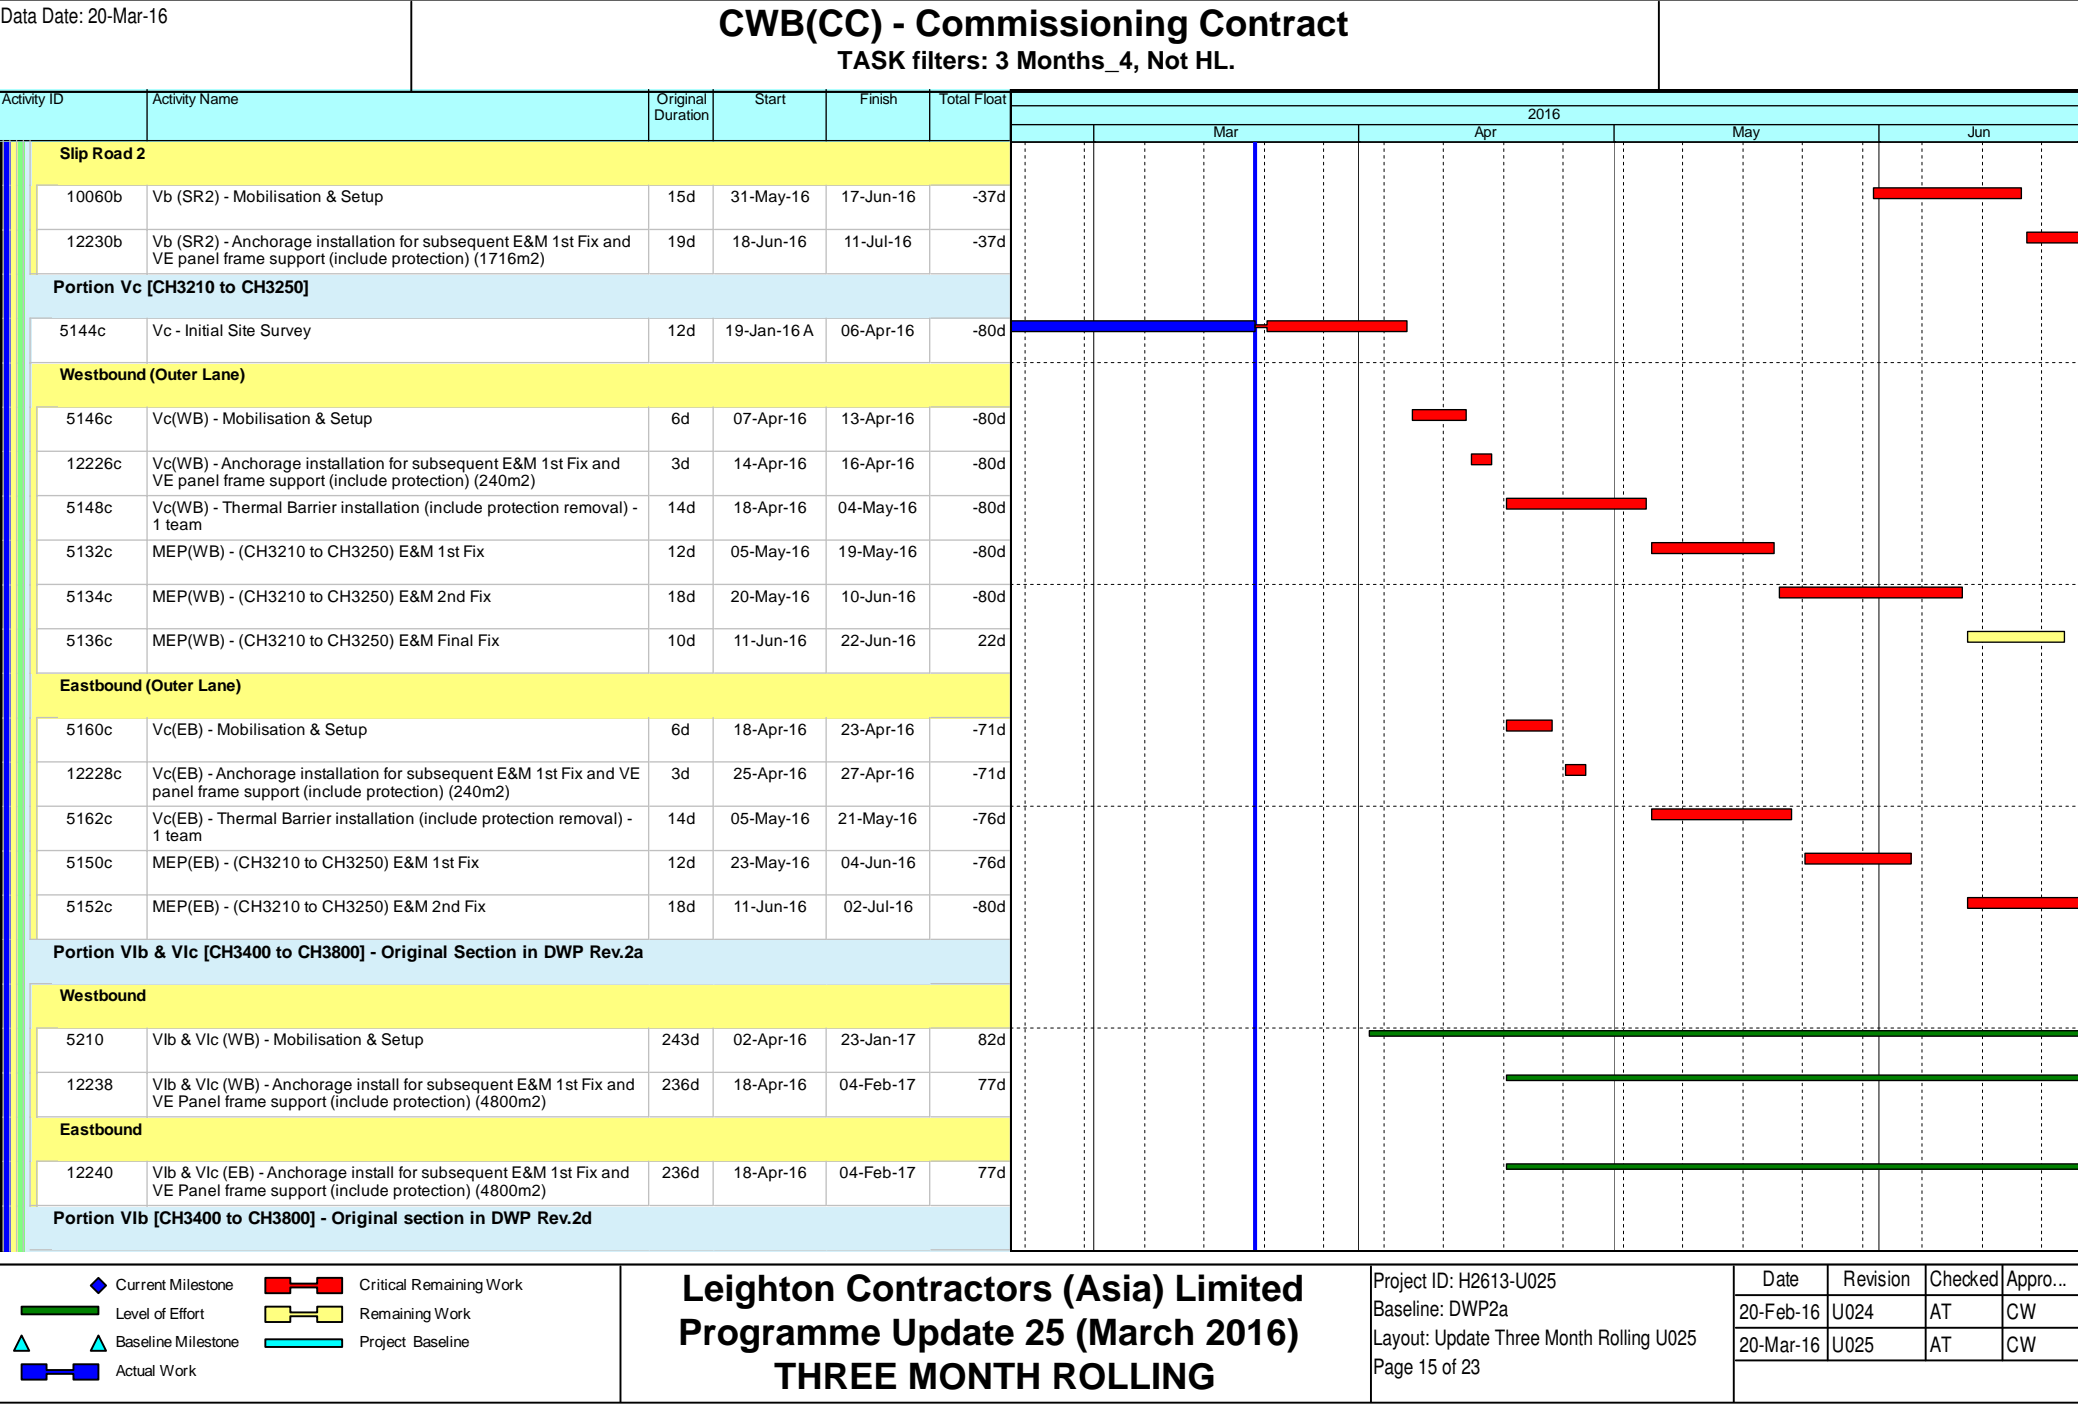 Data Date: 20-Mar-16
CWB(CC) - Commissioning Contract
TASK filters: 3 Months_4, Not HL.
Activity ID Activity Name Original Duration Start Finish Total Float
2016
Mar Apr May Jun
Slip Road 2
10060b Vb (SR2) - Mobilisation & Setup 15d 31-May-16 17-Jun-16 -37d
12230b Vb (SR2) - Anchorage installation for subsequent E&M 1st Fix and 19d 18-Jun-16 11-Jul-16 -37d
VE panel frame support (include protection) (1716m2)
Portion Vc [CH3210 to CH3250]
5144c Vc - Initial Site Survey 12d 19-Jan-16 A 06-Apr-16 -80d
Westbound (Outer Lane)
5146c Vc(WB) - Mobilisation & Setup 6d 07-Apr-16 13-Apr-16 -80d
12226c Vc(WB) - Anchorage installation for subsequent E&M 1st Fix and 3d 14-Apr-16 16-Apr-16 -80d
VE panel frame support (include protection) (240m2)
5148c Vc(WB) - Thermal Barrier installation (include protection removal) - 14d 18-Apr-16 04-May-16 -80d
1 team
5132c MEP(WB) - (CH3210 to CH3250) E&M 1st Fix 12d 05-May-16 19-May-16 -80d
5134c MEP(WB) - (CH3210 to CH3250) E&M 2nd Fix 18d 20-May-16 10-Jun-16 -80d
5136c MEP(WB) - (CH3210 to CH3250) E&M Final Fix 10d 11-Jun-16 22-Jun-16 22d
Eastbound (Outer Lane)
5160c Vc(EB) - Mobilisation & Setup 6d 18-Apr-16 23-Apr-16 -71d
12228c Vc(EB) - Anchorage installation for subsequent E&M 1st Fix and VE 3d 25-Apr-16 27-Apr-16 -71d
panel frame support (include protection) (240m2)
5162c Vc(EB) - Thermal Barrier installation (include protection removal) - 14d 05-May-16 21-May-16 -76d
1 team
5150c MEP(EB) - (CH3210 to CH3250) E&M 1st Fix 12d 23-May-16 04-Jun-16 -76d
5152c MEP(EB) - (CH3210 to CH3250) E&M 2nd Fix 18d 11-Jun-16 02-Jul-16 -80d
Portion VIb & VIc [CH3400 to CH3800] - Original Section in DWP Rev.2a
Westbound
5210 VIb & VIc (WB) - Mobilisation & Setup 243d 02-Apr-16 23-Jan-17 82d
12238 VIb & VIc (WB) - Anchorage install for subsequent E&M 1st Fix and 236d 18-Apr-16 04-Feb-17 77d
VE Panel frame support (include protection) (4800m2)
Eastbound
12240 VIb & VIc (EB) - Anchorage install for subsequent E&M 1st Fix and 236d 18-Apr-16 04-Feb-17 77d
VE Panel frame support (include protection) (4800m2)
Portion VIb [CH3400 to CH3800] - Original section in DWP Rev.2d
Current Milestone Critical Remaining Work
Level of Effort Remaining Work
Baseline Milestone Project Baseline
Actual Work
Leighton Contractors (Asia) Limited
Programme Update 25 (March 2016)
THREE MONTH ROLLING
Project ID: H2613-U025
Baseline: DWP2a
Layout: Update Three Month Rolling U025
Page 15 of 23
Date Revision Checked Appro...
20-Feb-16 U024 AT CW
20-Mar-16 U025 AT CW